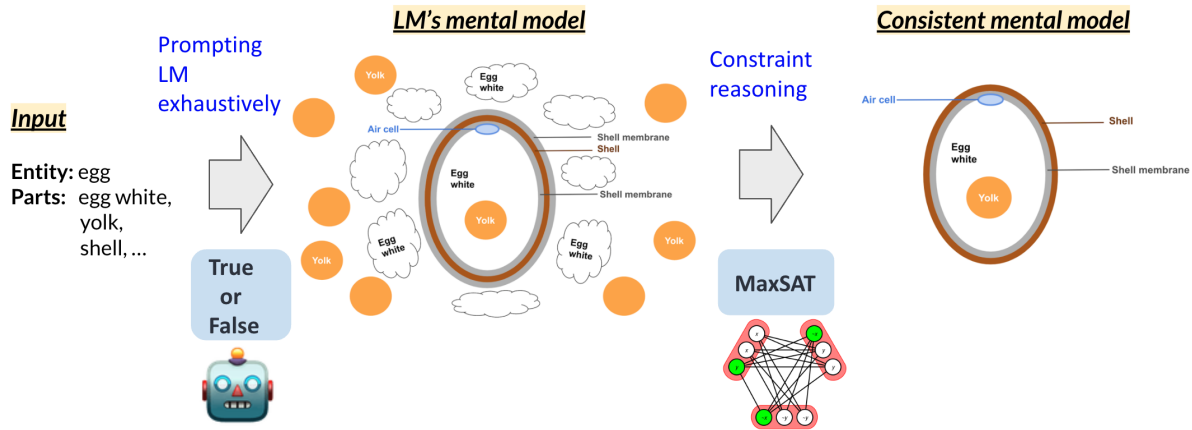 LM's mental model
Consistent mental model
Prompting
LM
exhaustively
Constraint
reasoning
Input
Entity: egg
Parts: egg white,
yolk,
shell, ...
True
or
False
Yolk
Egg
white
Air cell
Shell membrane
Shell
Egg
white
Shell membrane
Yolk
Egg
white
Egg
white
Yolk
Yolk
MaxSAT
Air cell
Shell
Egg
white
Shell membrane
Yolk